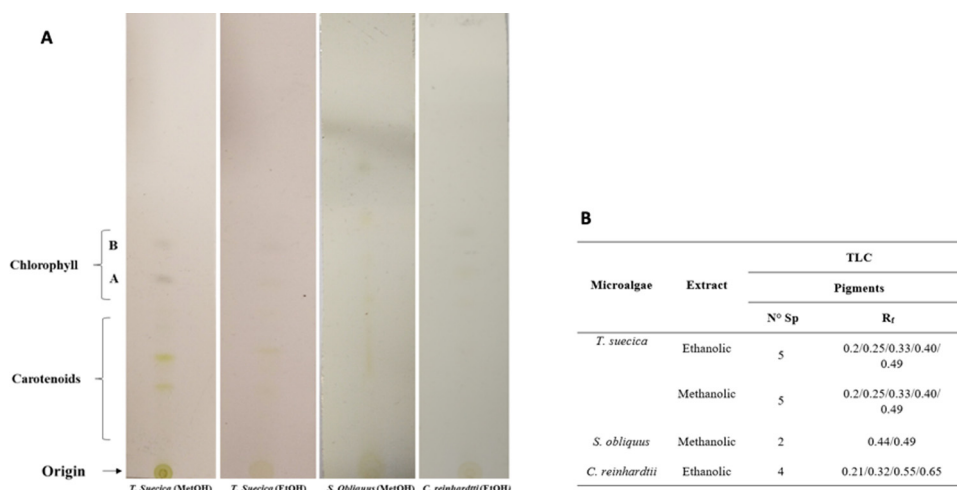 A
Chlorophyll
B
A
Carotenoids
Origin
T. Suecica (MetOH) T. Suecica (EtOH) S. Obliquus (MetOH) C. reinhardtti (EtOH)
B
TLC
Microalgae Extract Pigments
N° Sp Rf
T. suecica Ethanolic 5 0.2/0.25/0.33/0.40/
0.49
Methanolic 5 0.2/0.25/0.33/0.40/
0.49
S. obliquus Methanolic 2 0.44/0.49
C. reinhardtii Ethanolic 4 0.21/0.32/0.55/0.65